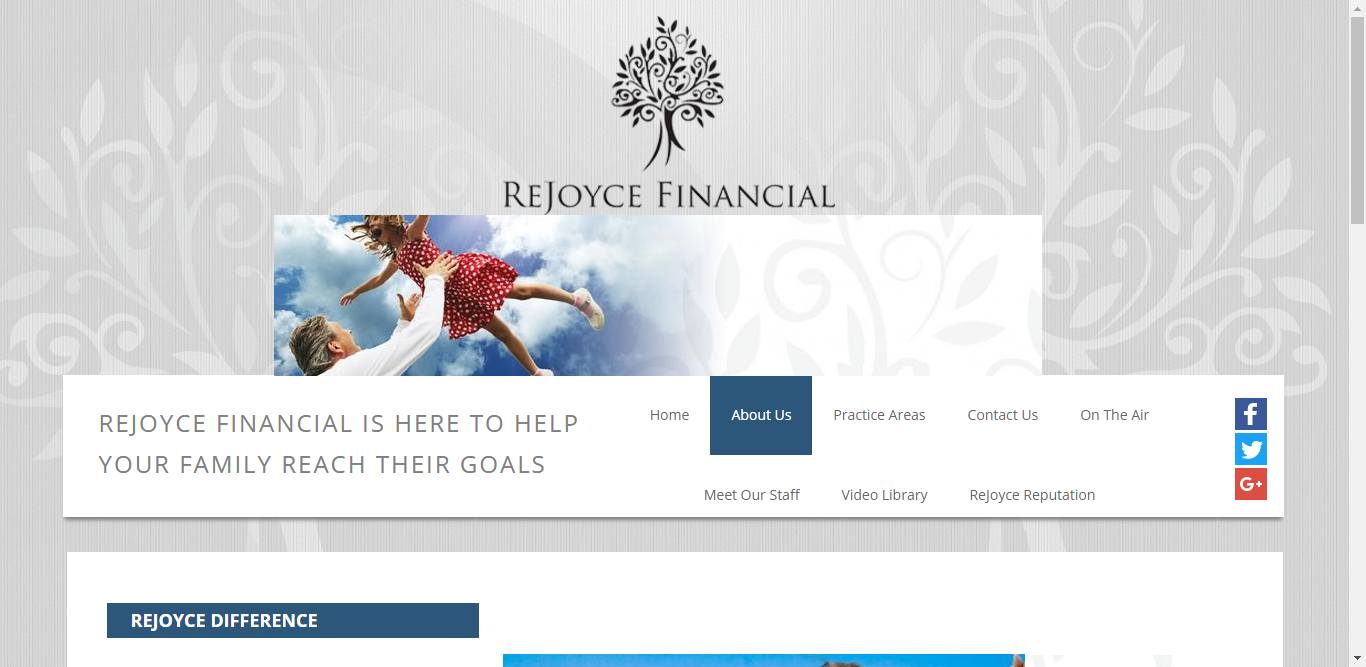 ReJoyce Financial
REJOYCE FINANCIAL IS HERE TO HELP
YOUR FAMILY REACH THEIR GOALS
Home
About Us
Practice Areas
Contact Us
On The Air
Meet Our Staff
Video Library
ReJoyce Reputation
f
G+
REJOYCE DIFFERENCE